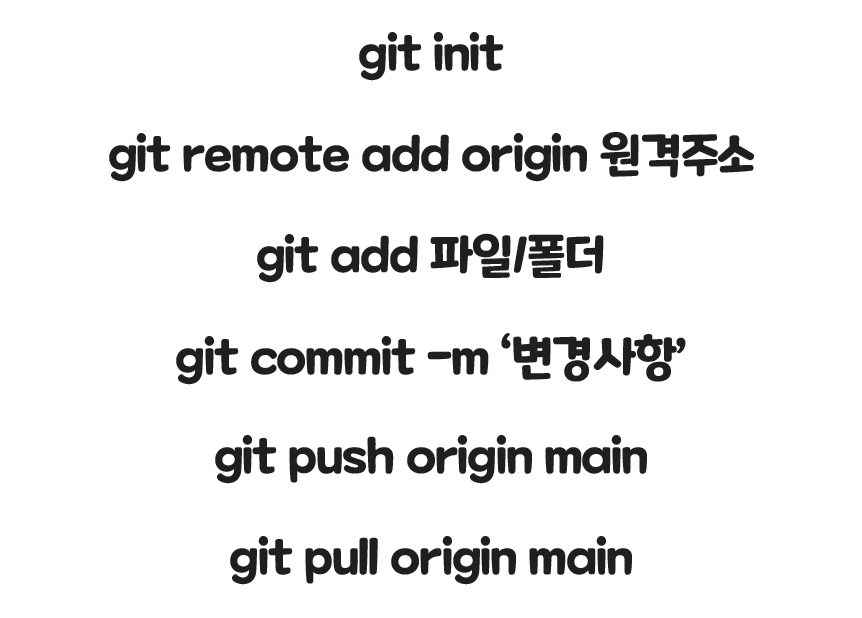 git init
git remote add origin 원격주소
git add 파일/폴더
git commit -m ‘변경사항’
git push origin main
git pull origin main